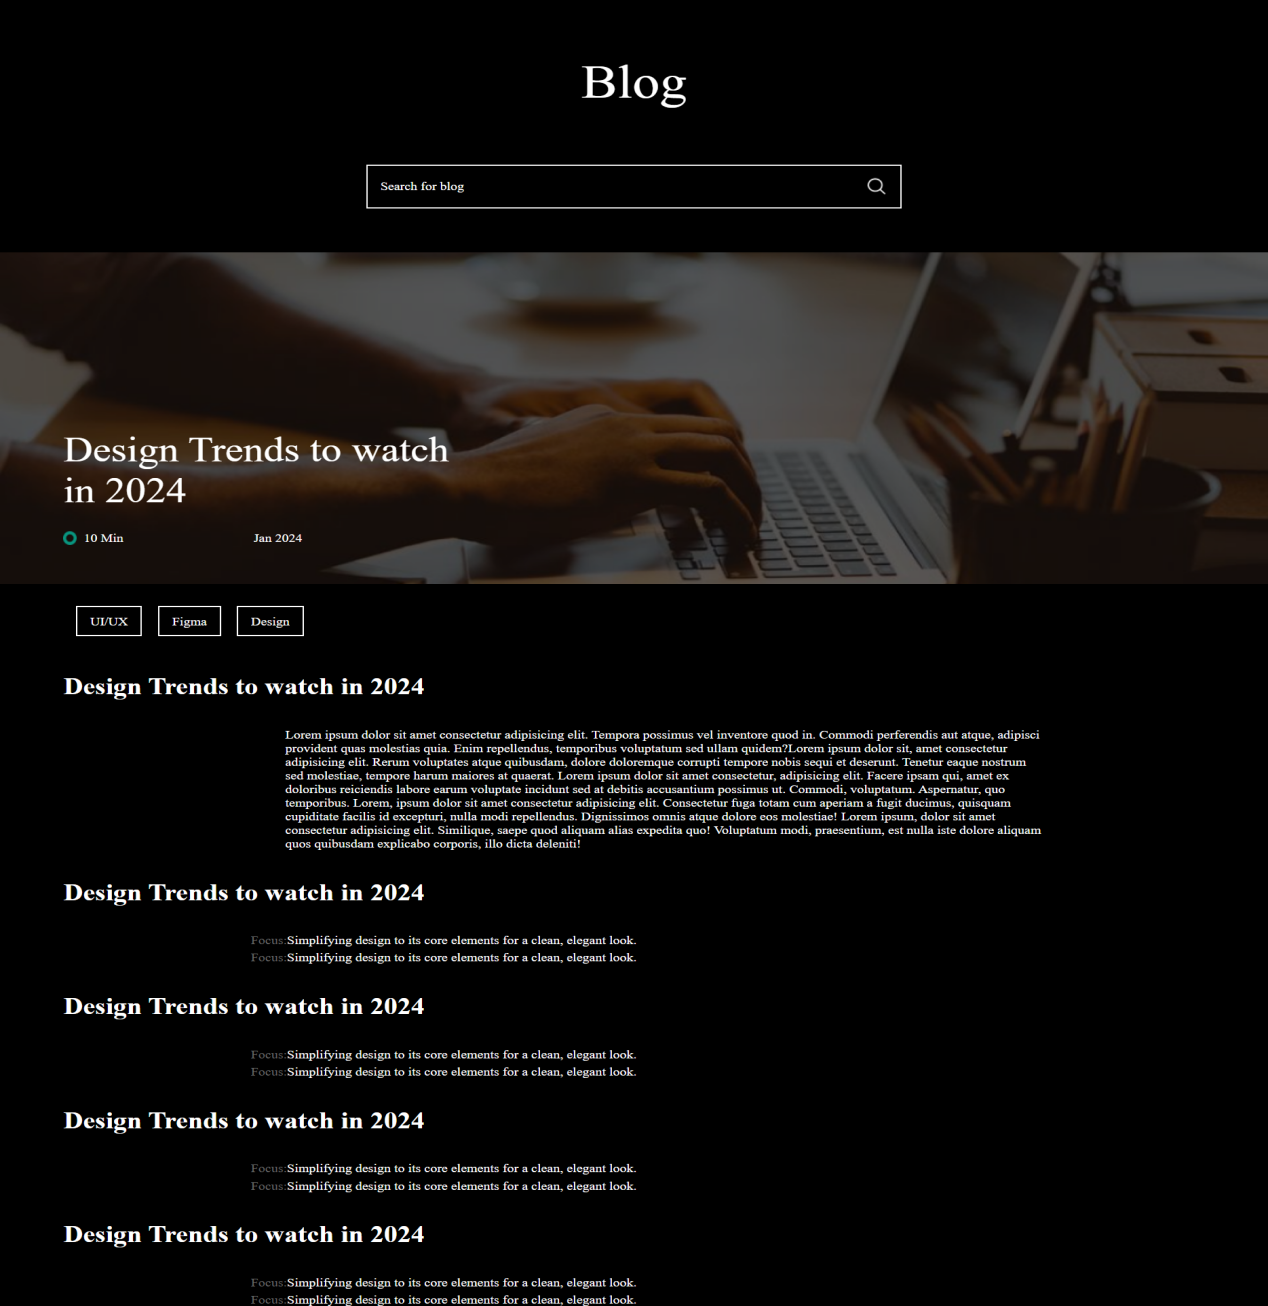 Blog
Search for blog
Design Trends to watch
in 2024
10 Min
Jan 2024
UI/UX
Figma
Design
Design Trends to watch in 2024
Lorem ipsum dolor sit amet consectetur adipisicing elit. Tempora possimus vel inventore quod in. Commodi perferendis aut atque, adipisci
provident quas molestias quia. Enim repellendus, temporibus voluptatum sed ullam quidem?Lorem ipsum dolor sit, amet consectetur
adipisicing elit. Rerum voluptates atque quibusdam, dolore doloremque corrupti tempore nobis sequi et deserunt. Tenetur eaque nostrum
sed molestiae, tempore harum maiores at quaerat. Lorem ipsum dolor sit amet consectetur, adipisicing elit. Facere ipsam qui, amet ex
doloribus reiciendis labore earum voluptate incidunt sed at debitis accusantium possimus ut. Commodi, voluptatum. Aspernatur, quo
temporibus. Lorem, ipsum dolor sit amet consectetur adipisicing elit. Consectetur fuga totam cum aperiam a fugit ducimus, quisquam
cupiditate facilis id excepturi, nulla modi repellendus. Dignissimos omnis atque dolore eos molestiae! Lorem ipsum, dolor sit amet
consectetur adipisicing elit. Similique, saepe quod aliquam alias expedita quo! Voluptatum modi, praesentium, est nulla iste dolore aliquam
quos quibusdam explicabo corporis, illo dicta deleniti!
Design Trends to watch in 2024
Focus:Simplifying design to its core elements for a clean, elegant look.
Focus:Simplifying design to its core elements for a clean, elegant look.
Design Trends to watch in 2024
Focus:Simplifying design to its core elements for a clean, elegant look.
Focus:Simplifying design to its core elements for a clean, elegant look.
Design Trends to watch in 2024
Focus:Simplifying design to its core elements for a clean, elegant look.
Focus:Simplifying design to its core elements for a clean, elegant look.
Design Trends to watch in 2024
Focus:Simplifying design to its core elements for a clean, elegant look.
Focus:Simplifying design to its core elements for a clean, elegant look.